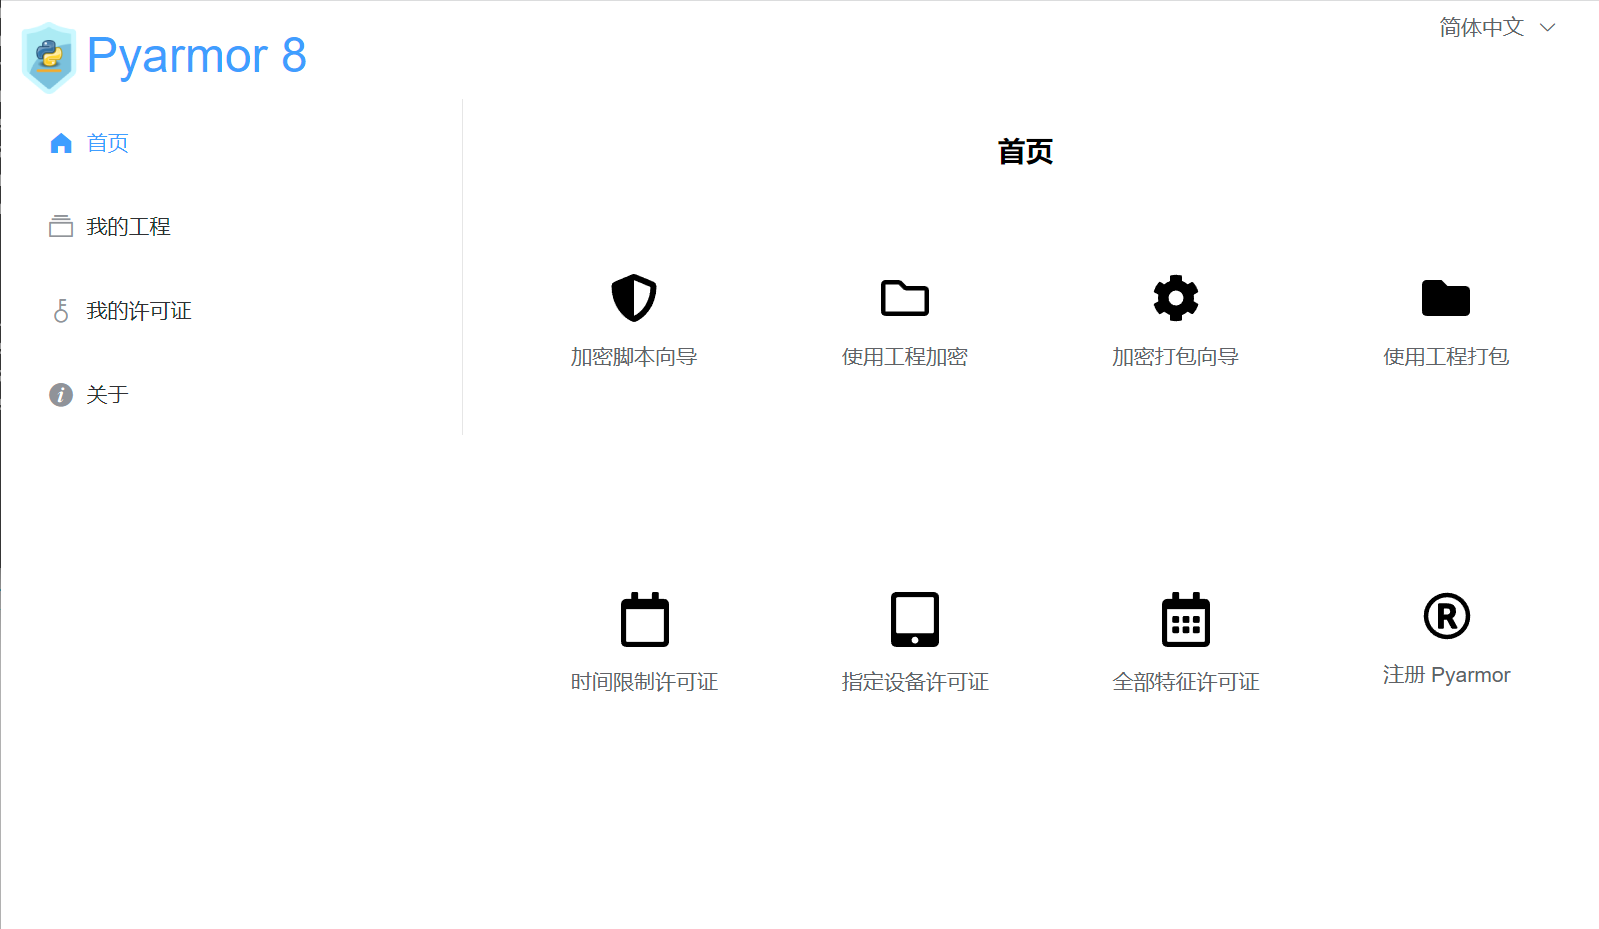 Pyarmor 8
简体中文
首页
我的工程
我的许可证
关于
首页
加密脚本向导
使用工程加密
加密打包向导
使用工程打包
时间限制许可证
指定设备许可证
全部特征许可证
注册 Pyarmor